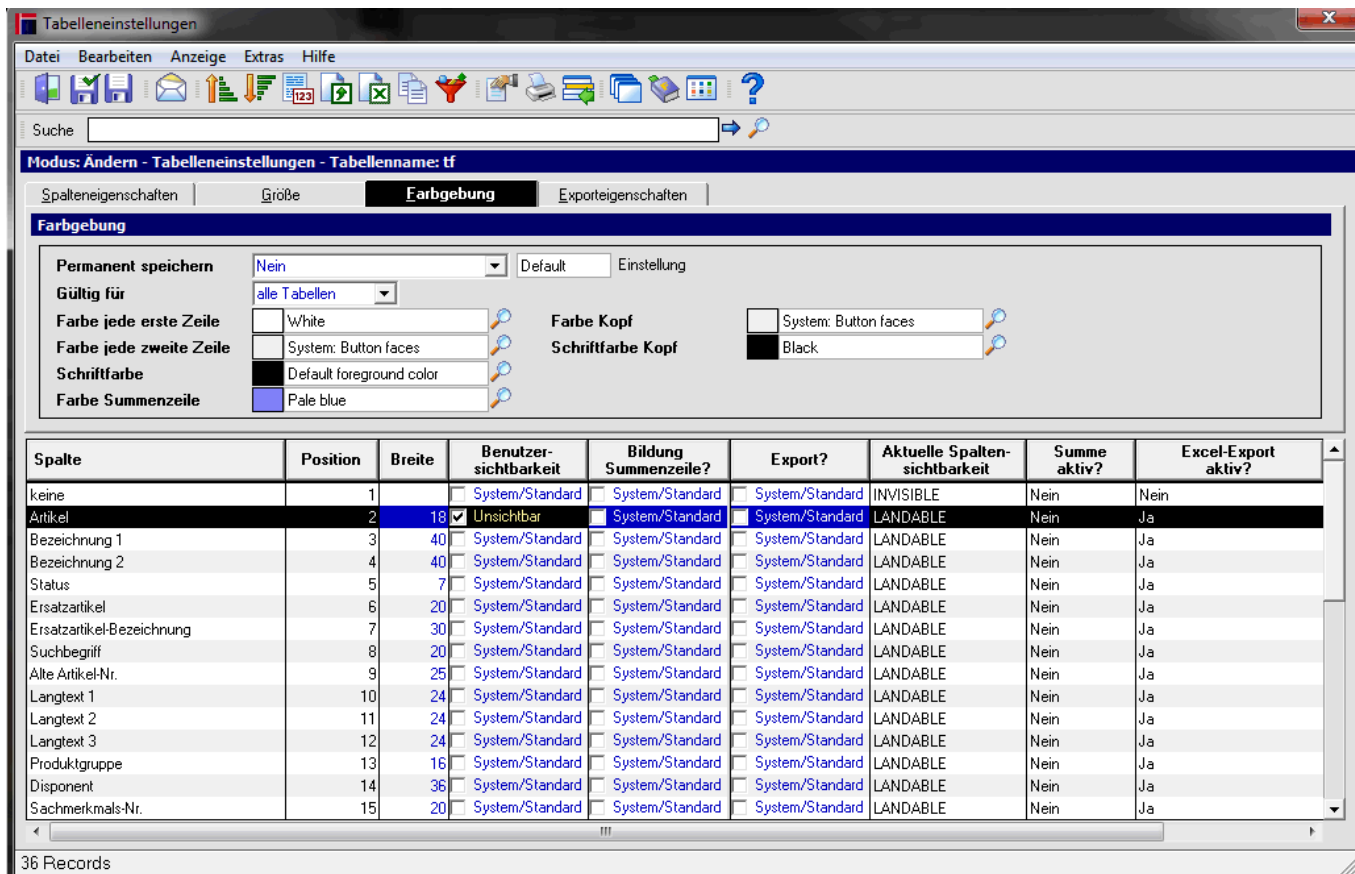 Tabelleneinstellungen
Datei Bearbeiten Anzeige Extras Hilfe
123
Suche
Modus: Ändern - Tabelleneinstellungen - Tabellenname: tf
Spalteneigenschaften Größe Farbgebung Exporteigenschaften
Farbgebung
Permanent speichern Nein Default Einstellung
Gültig für alle Tabellen
Farbe jede erste Zeile White Farbe Kopf System: Button faces
Farbe jede zweite Zeile System: Button faces Schriftfarbe Kopf Black
Schriftfarbe Default foreground color
Farbe Summenzeile Pale blue
Spalte Position Breite Benutzer-sichtbarkeit Bildung Summenzeile? Export? Aktuelle Spalten-sichtbarkeit Summe aktiv? Excel-Export aktiv?
keine 1 System/Standard System/Standard System/Standard INVISIBLE Nein Nein
Artikel 2 18 Unsichtbar System/Standard System/Standard LANDABLE Nein Ja
Bezeichnung 1 3 40 System/Standard System/Standard System/Standard LANDABLE Nein Ja
Bezeichnung 2 4 40 System/Standard System/Standard System/Standard LANDABLE Nein Ja
Status 5 7 System/Standard System/Standard System/Standard LANDABLE Nein Ja
Ersatzartikel 6 20 System/Standard System/Standard System/Standard LANDABLE Nein Ja
Ersatzartikel-Bezeichnung 7 30 System/Standard System/Standard System/Standard LANDABLE Nein Ja
Suchbegriff 8 20 System/Standard System/Standard System/Standard LANDABLE Nein Ja
Alte Artikel-Nr. 9 25 System/Standard System/Standard System/Standard LANDABLE Nein Ja
Langtext 1 10 24 System/Standard System/Standard System/Standard LANDABLE Nein Ja
Langtext 2 11 24 System/Standard System/Standard System/Standard LANDABLE Nein Ja
Langtext 3 12 24 System/Standard System/Standard System/Standard LANDABLE Nein Ja
Produktgruppe 13 16 System/Standard System/Standard System/Standard LANDABLE Nein Ja
Disponent 14 36 System/Standard System/Standard System/Standard LANDABLE Nein Ja
Sachmerkmals-Nr. 15 20 System/Standard System/Standard System/Standard LANDABLE Nein Ja
36 Records